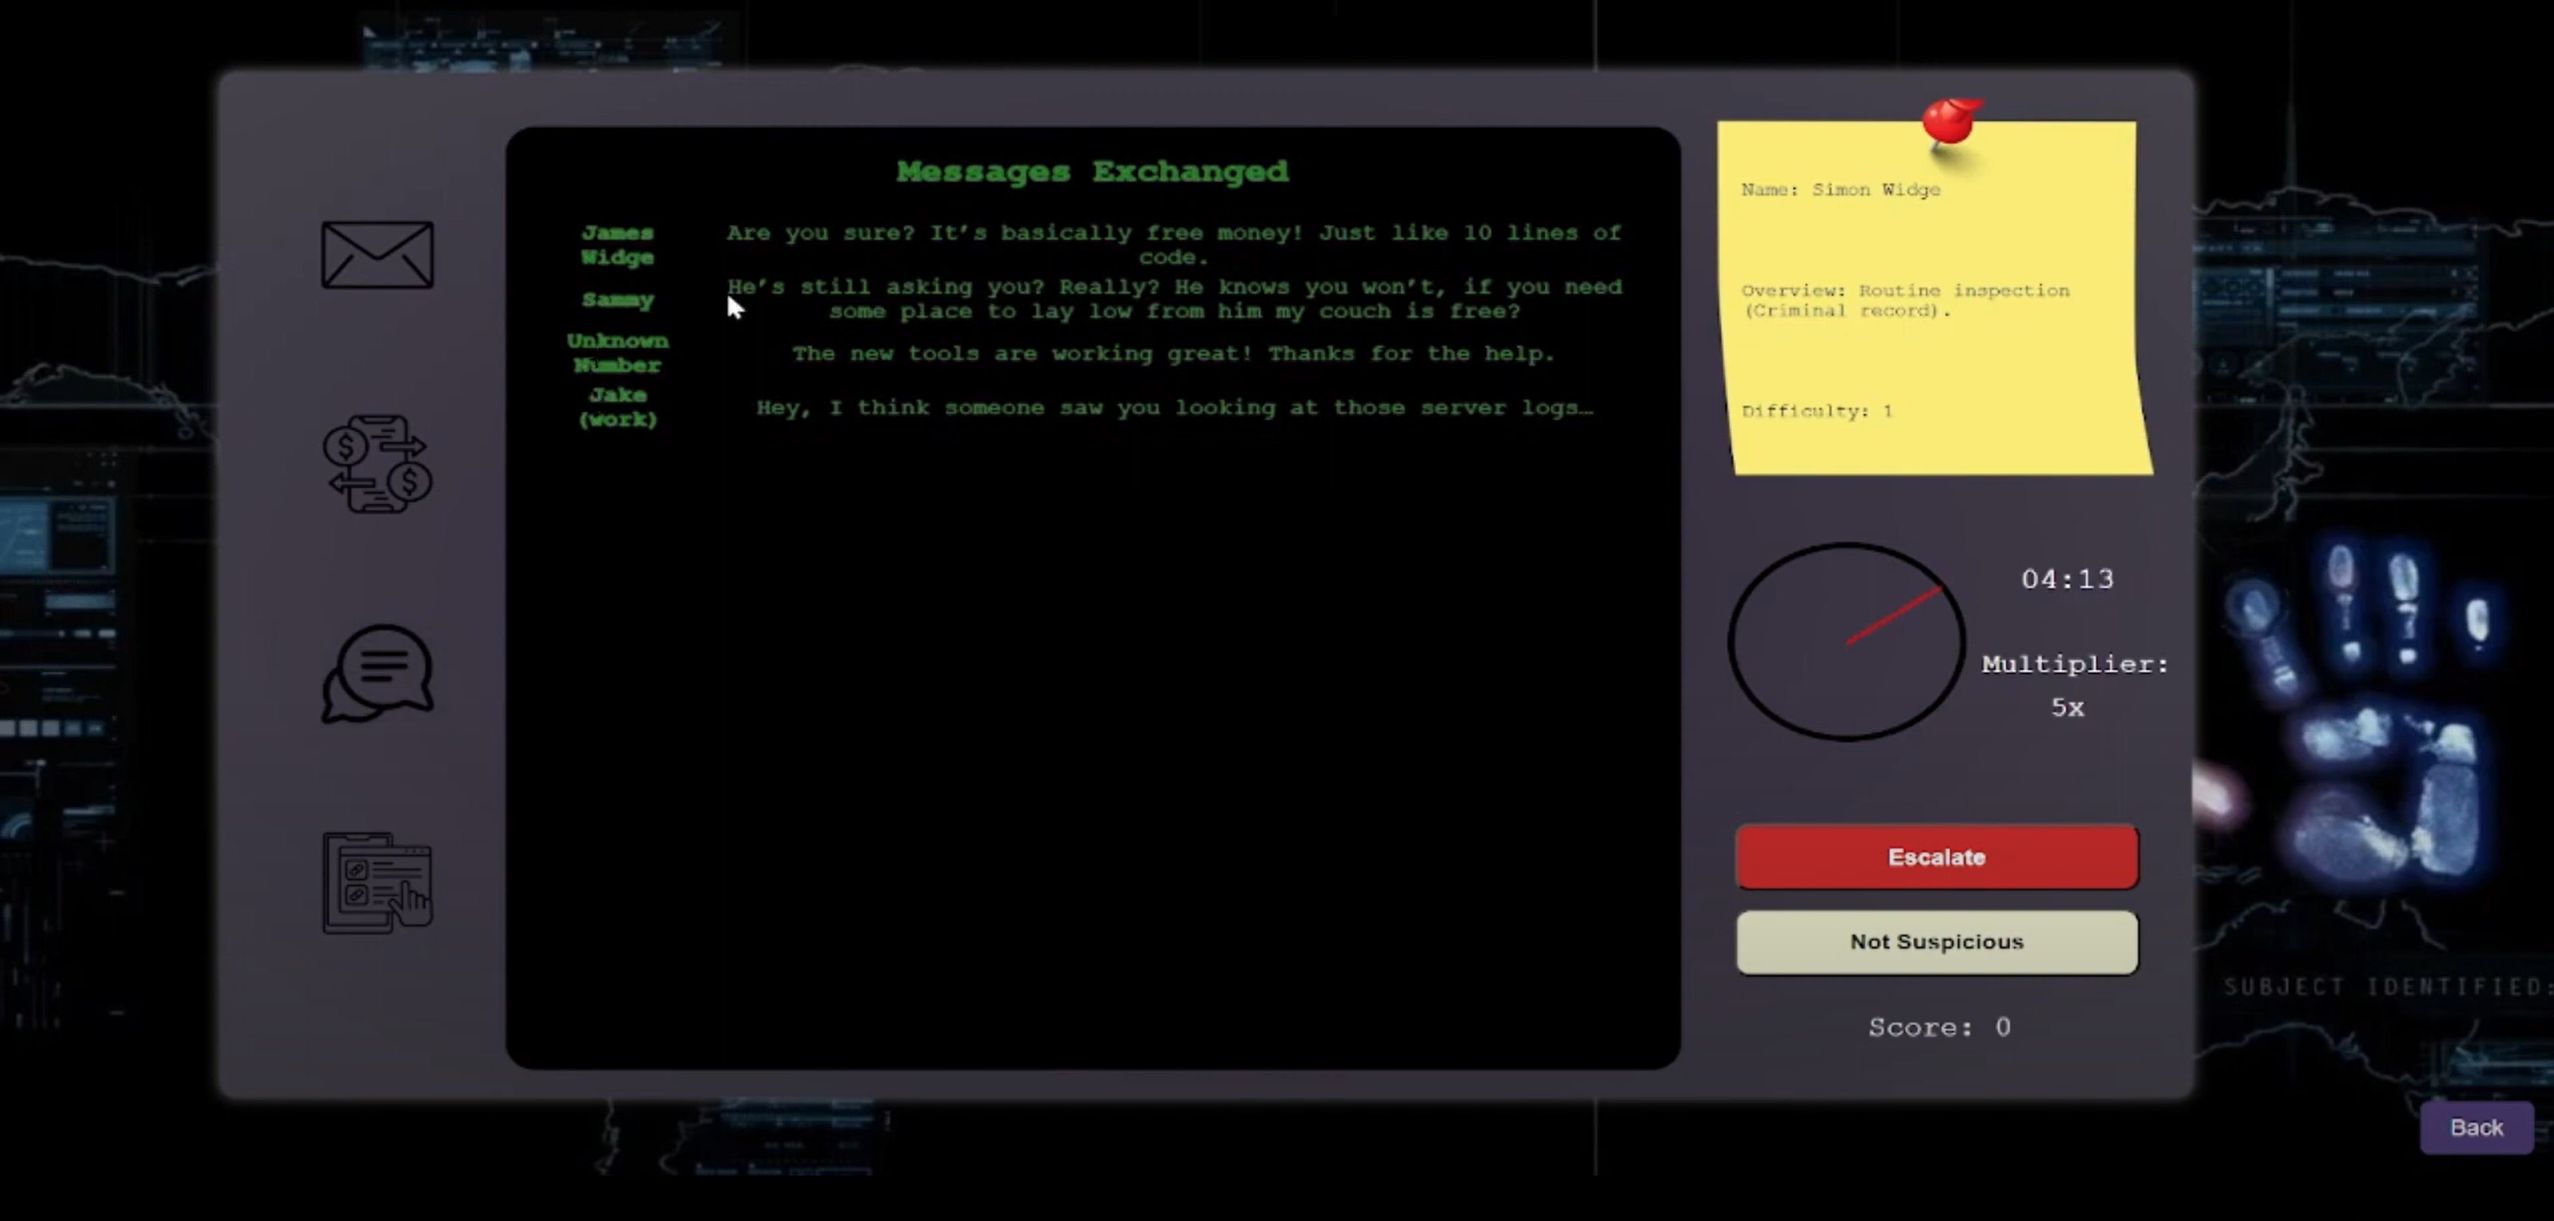 Messages Exchanged
James
Widge
Are you sure? It's basically free money! Just like 10 lines of
code.
Sammy
He's still asking you? Really? He knows you won't, if you need
some place to lay low from him my couch is free?
Unknown
Number
The new tools are working great! Thanks for the help.
Jake
(work)
Hey, I think someone saw you looking at those server logs…
Name: Simon Widge
Overview: Routine inspection
(Criminal record).
Difficulty: 1
04:13
Multiplier:
5x
Escalate
Not Suspicious
Score: 0
SUBJECT IDENTIFIED:
Back